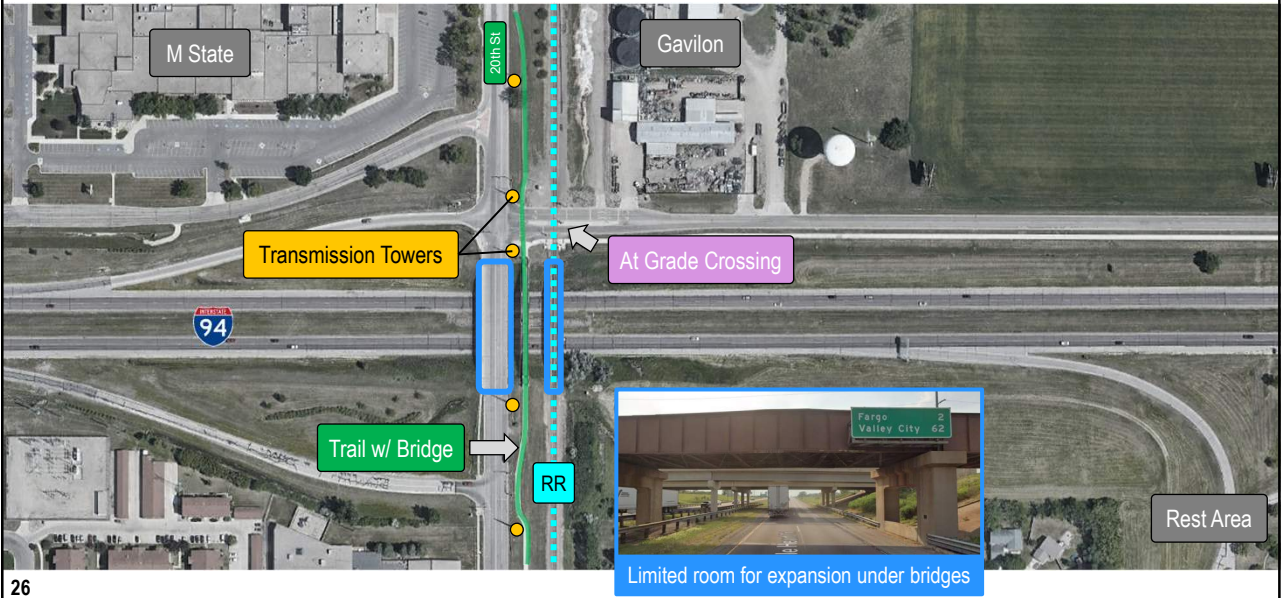 M State
20th St
Gavilon
Transmission Towers
At Grade Crossing
INTERSTATE
94
Fargo 2
Valley City 62
Trail w/ Bridge
RR
Rest Area
Limited room for expansion under bridges
26